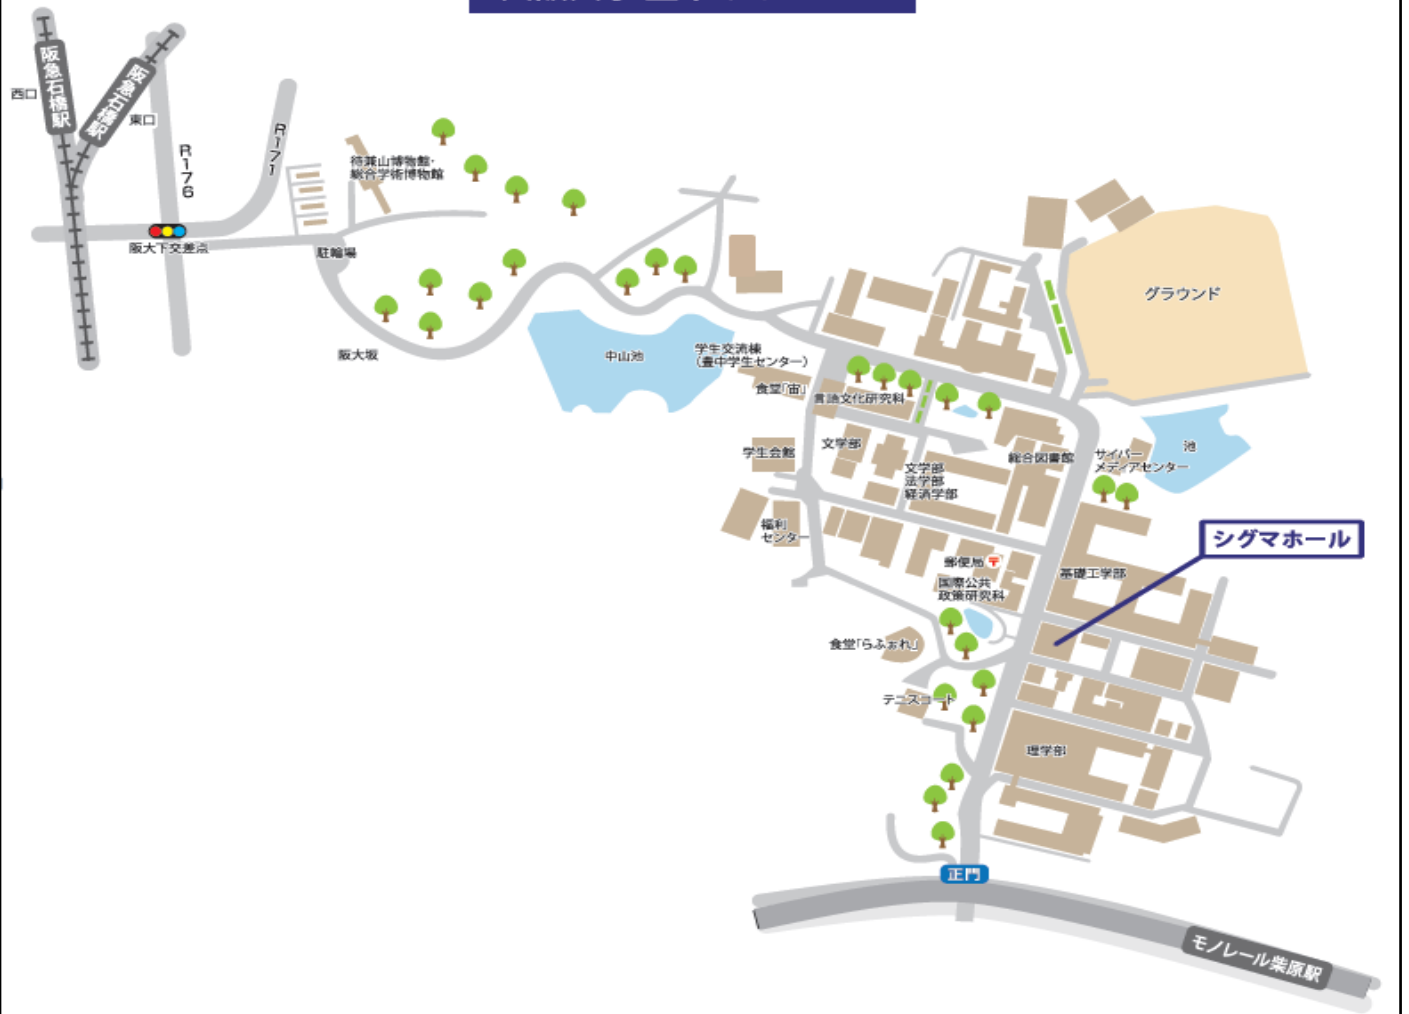 阪急石橋駅
阪急石橋駅
西口
東口
R176
R171
待兼山博物館・
総合学術博物館
阪大下交差点
駐輪場
グラウンド
阪大坂
中山池
学生交流棟
（豊中学生センター）
食堂「宙」
言語文化研究科
学生会館
文学部
文学部
法学部
経済学部
総合図書館
サイバー
メディアセンター
池
福利
センター
シグマホール
郵便局〒
基礎工学部
国際公共
政策研究科
食堂「らふぉれ」
テニスコート
理学部
正門
モノレール柴原駅